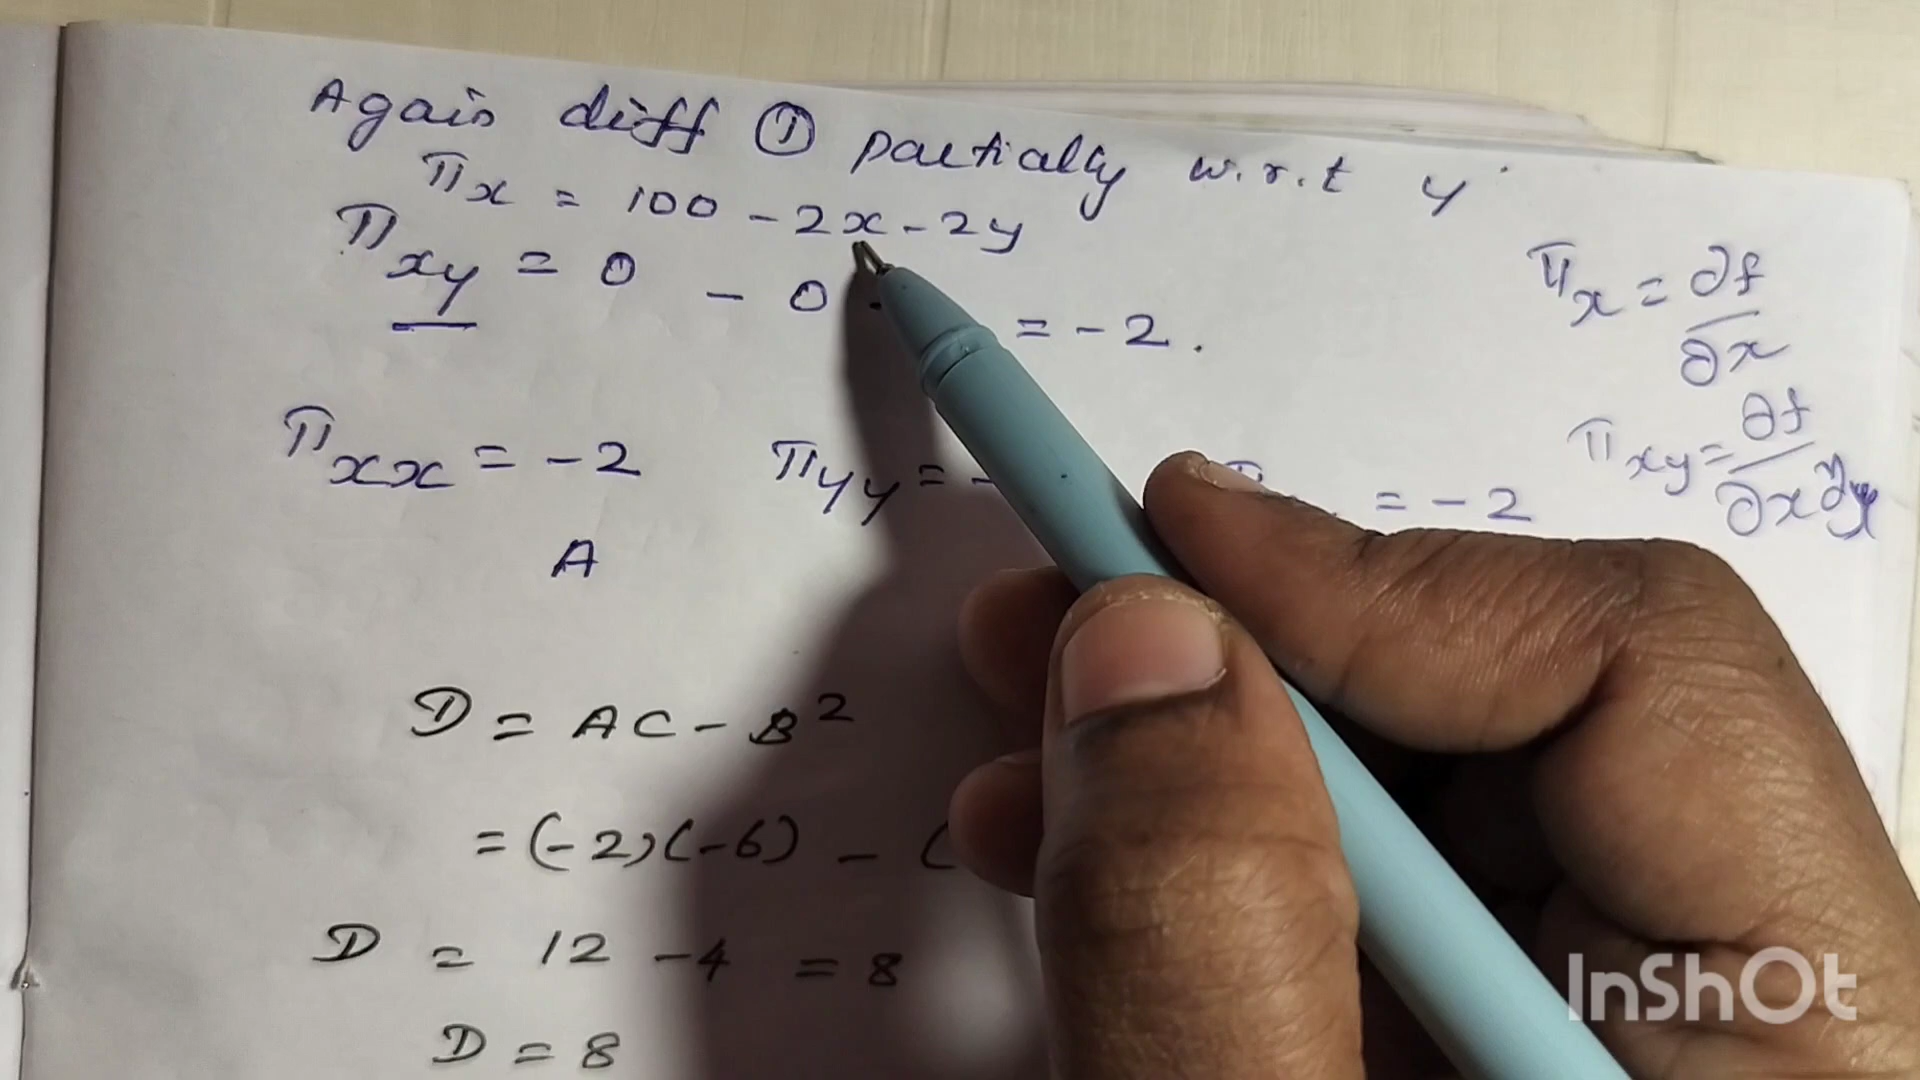 Again diff ① partially w.r.t y.
πx = 100 - 2x - 2y
πxy = 0 - 0 = -2.
πx = ∂f/∂x
πxy = ∂f/∂x∂y
πxx = -2 πyy = - = -2
A
D = AC - B²
= (-2)(-6) - (
D = 12 - 4 = 8
D = 8
InShOt